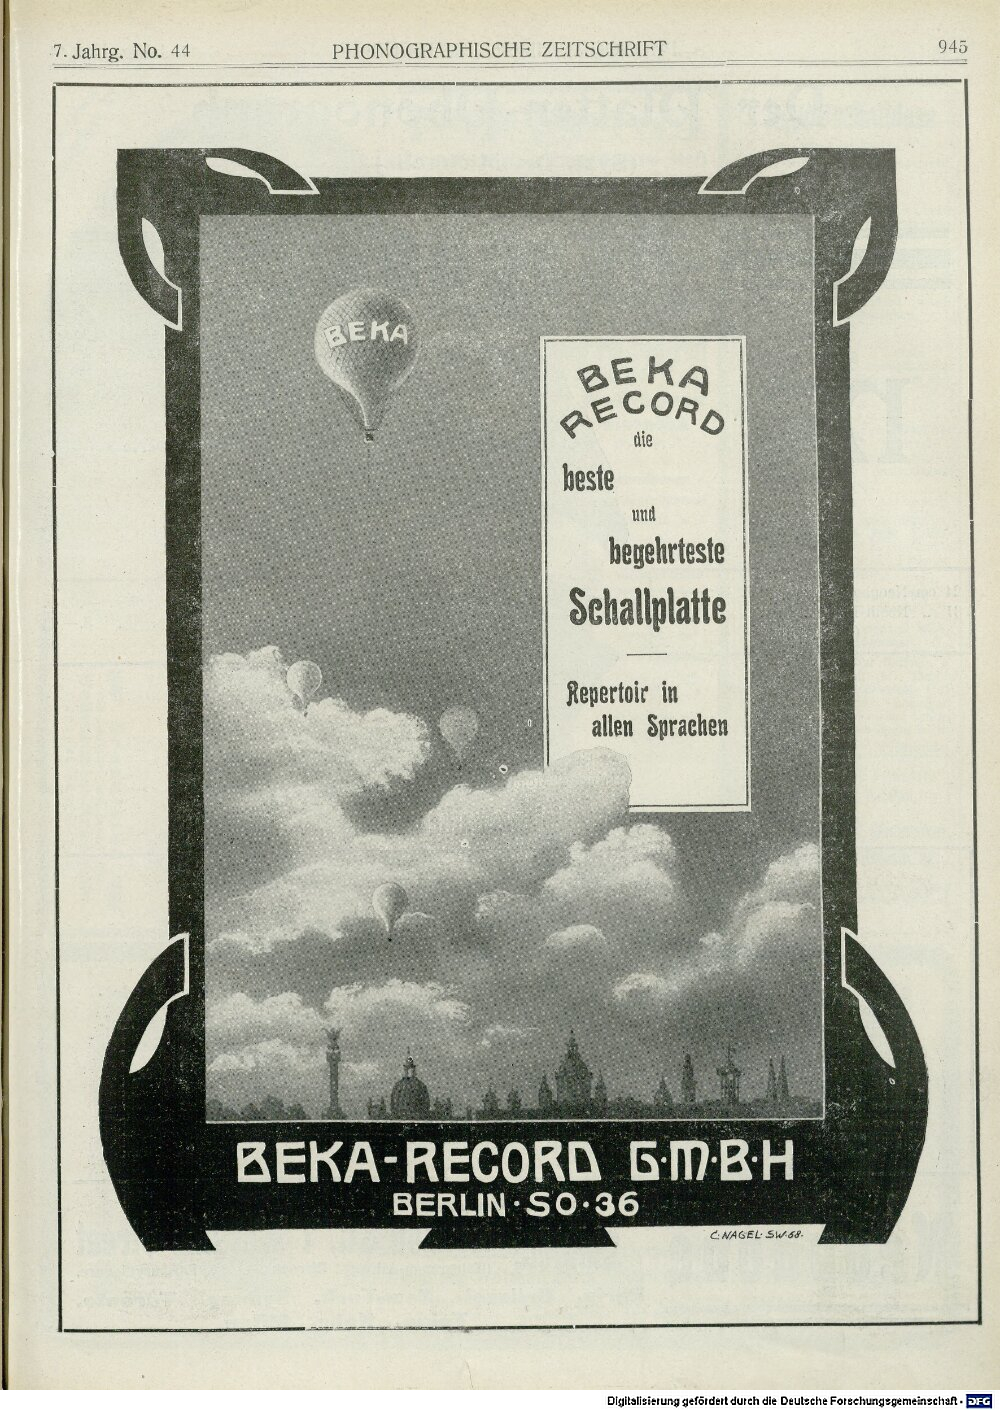 7. Jahrg. No. 44 PHONOGRAPHISCHE ZEITSCHRIFT 945
BEKA
BEKA
RECORD
die
beste
und
begehrteste
Schallplatte
Repertoir in
allen Sprachen
BEKA-RECORD G·M·B·H
BERLIN·SO·36
C. NAGEL·SW·68·
Digitalisierung gefördert durch die Deutsche Forschungsgemeinschaft - DFG